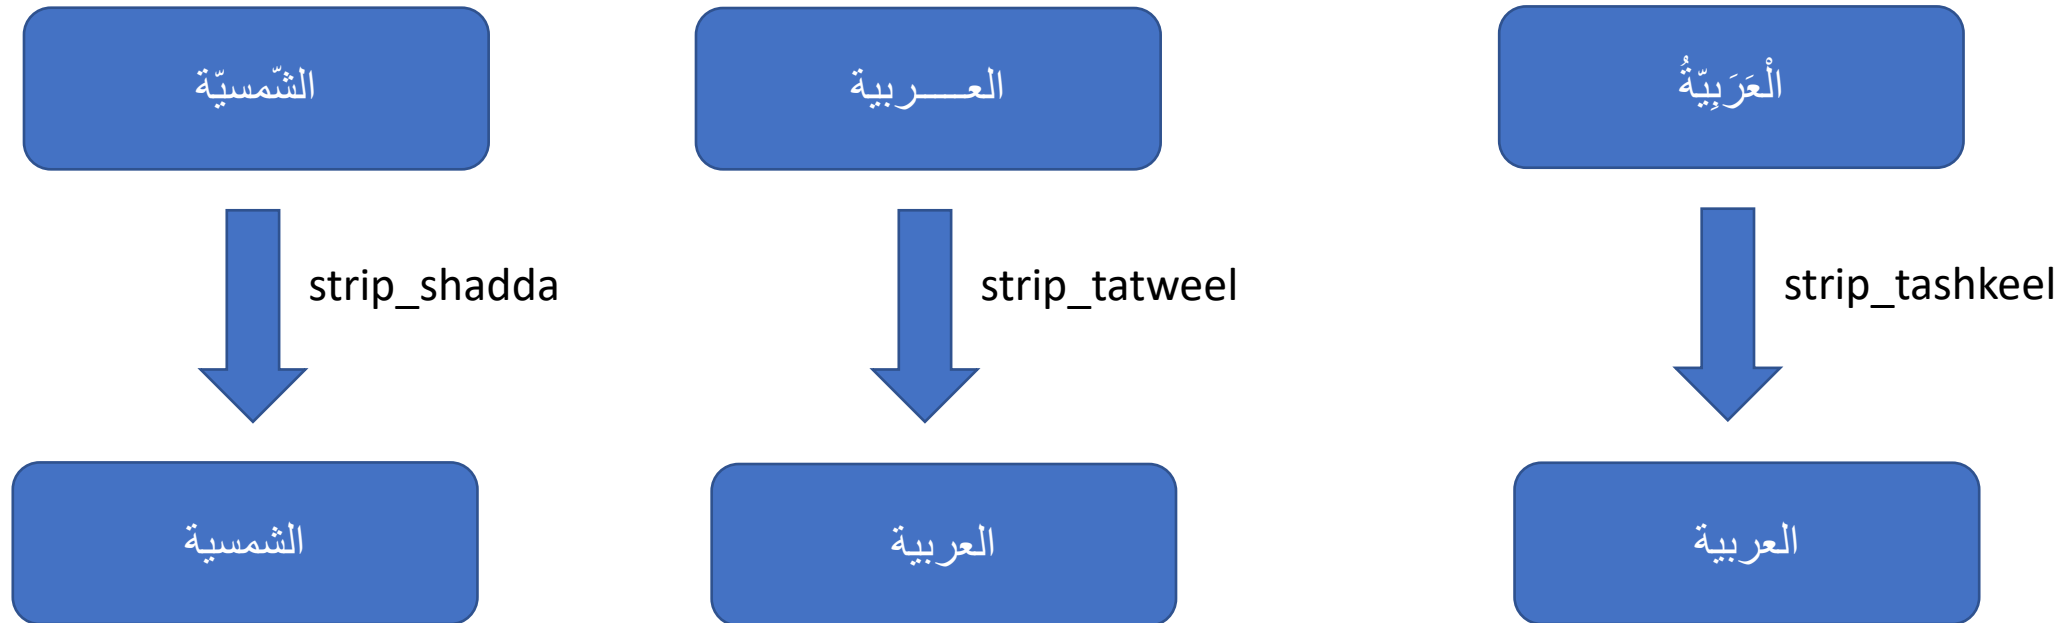 الشّمسيّة
العـــــربية
الْعَرَبِيّةُ
strip_shadda
strip_tatweel
strip_tashkeel
الشمسية
العربية
العربية